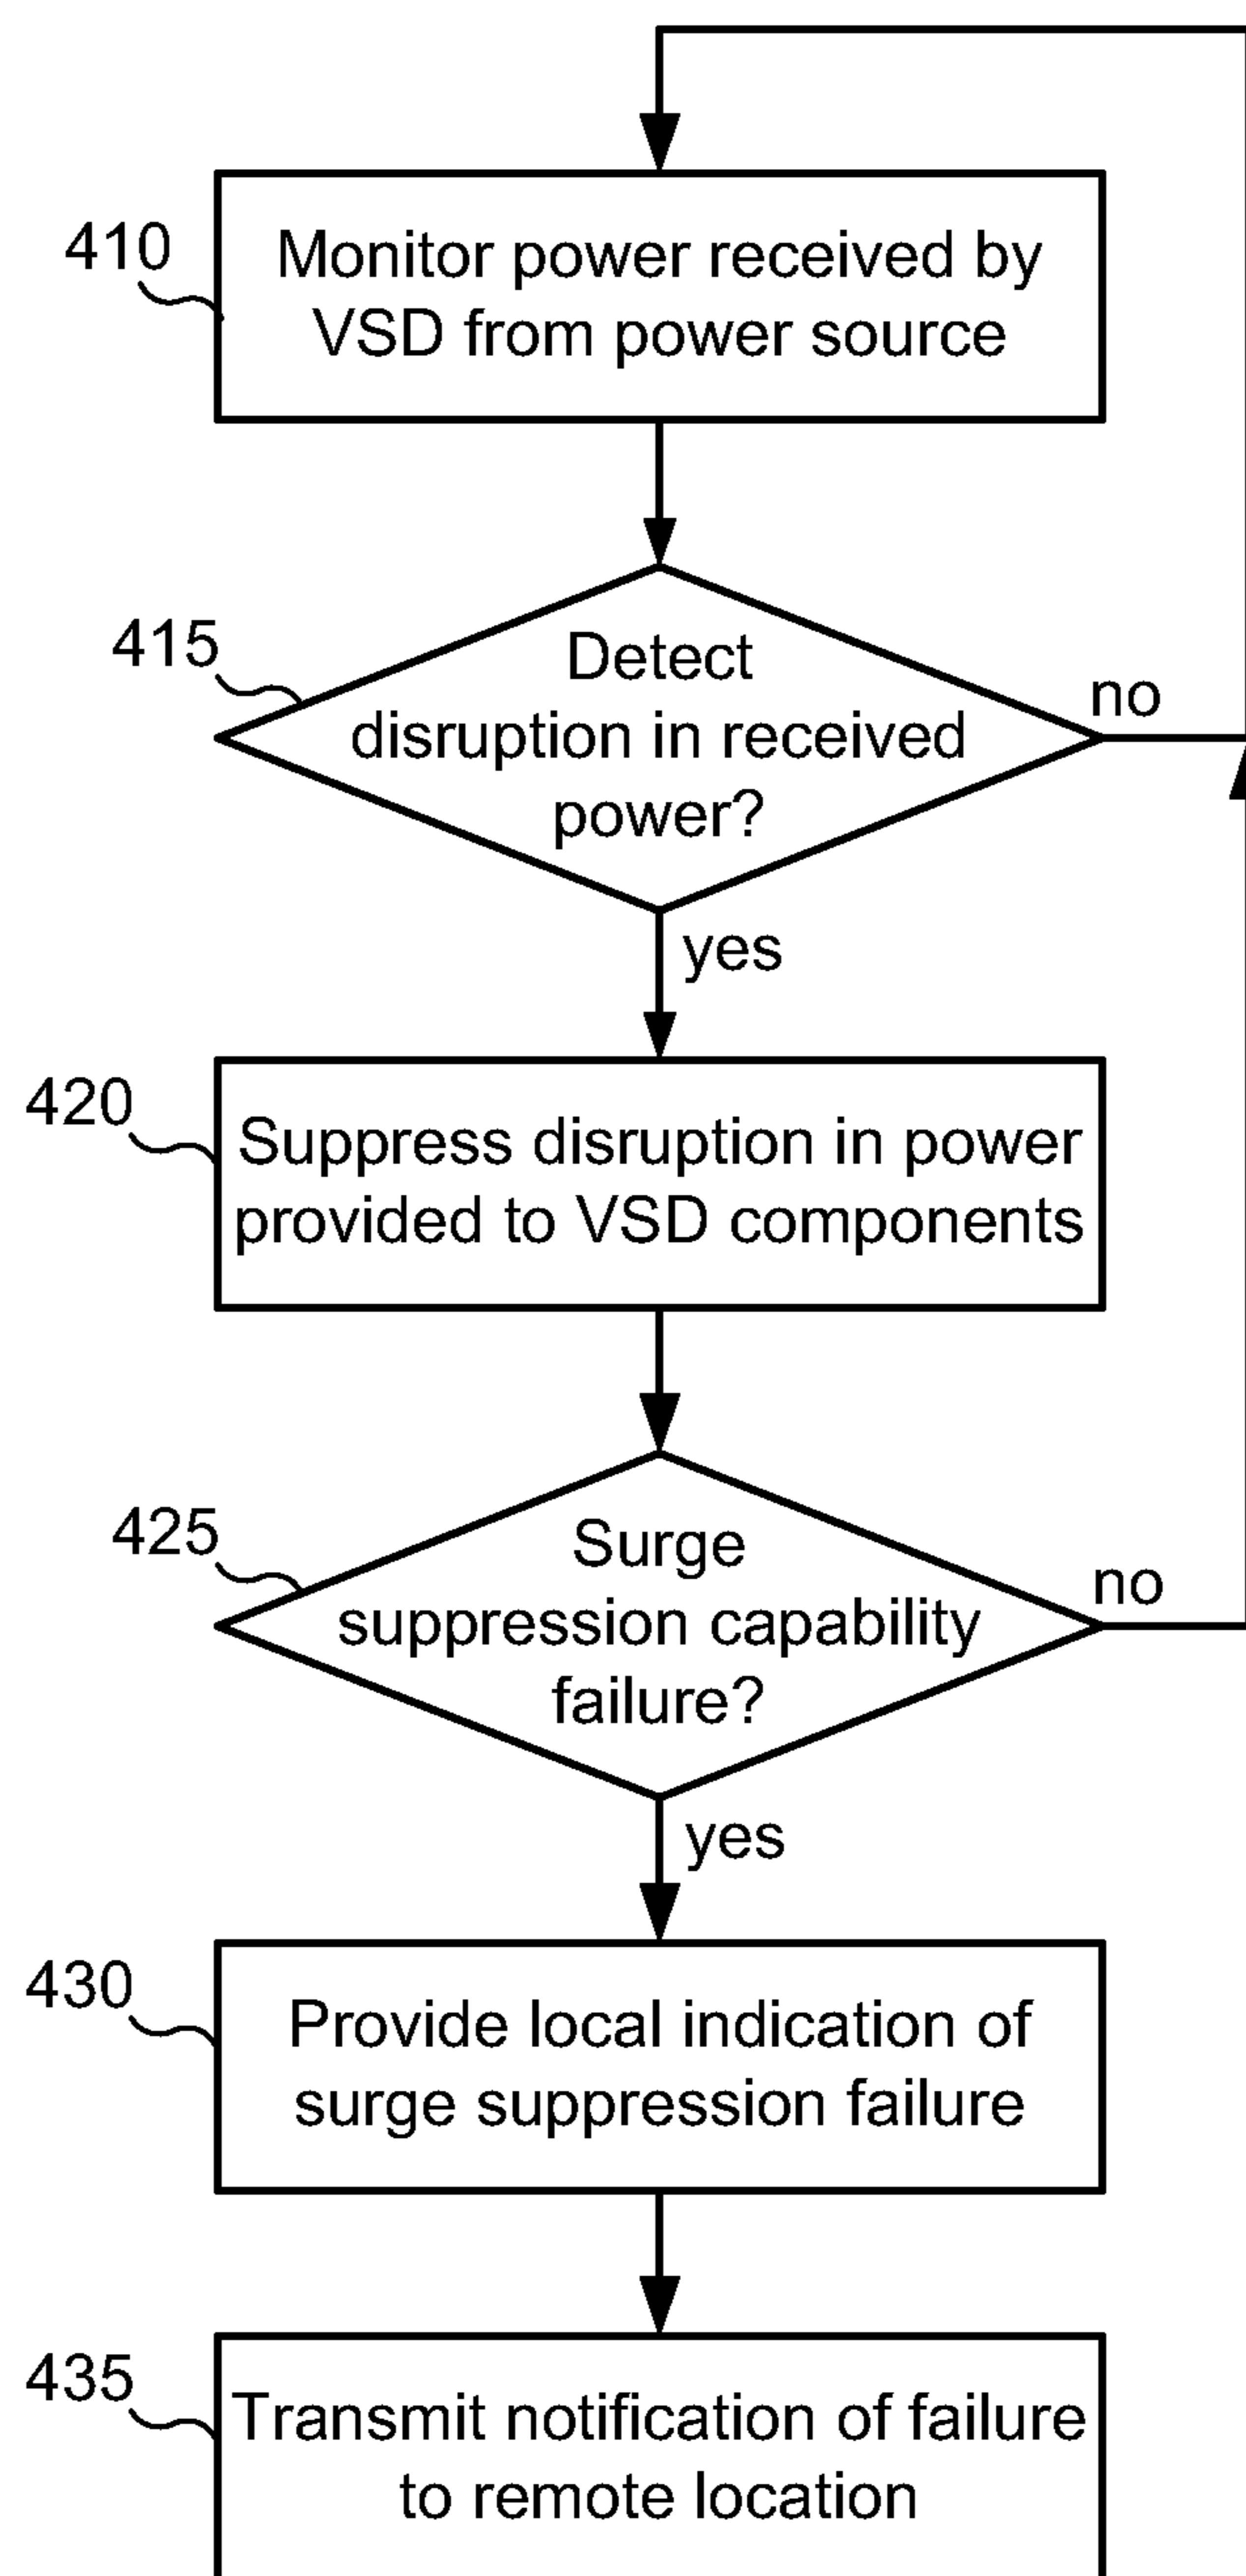 410
Monitor power received by
VSD from power source
415
Detect
disruption in received
power?
no
yes
420
Suppress disruption in power
provided to VSD components
425
Surge
suppression capability
failure?
no
yes
430
Provide local indication of
surge suppression failure
435
Transmit notification of failure
to remote location